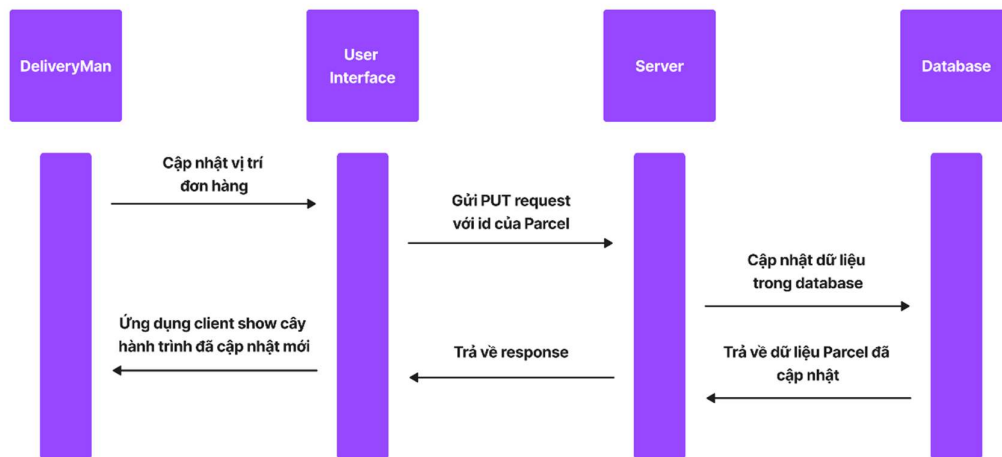 DeliveryMan
User
Interface
Server
Database
Cập nhật vị trí
đơn hàng
Gửi PUT request
với id của Parcel
Cập nhật dữ liệu
trong database
Ứng dụng client show cây
hành trình đã cập nhật mới
Trả về response
Trả về dữ liệu Parcel đã
cập nhật